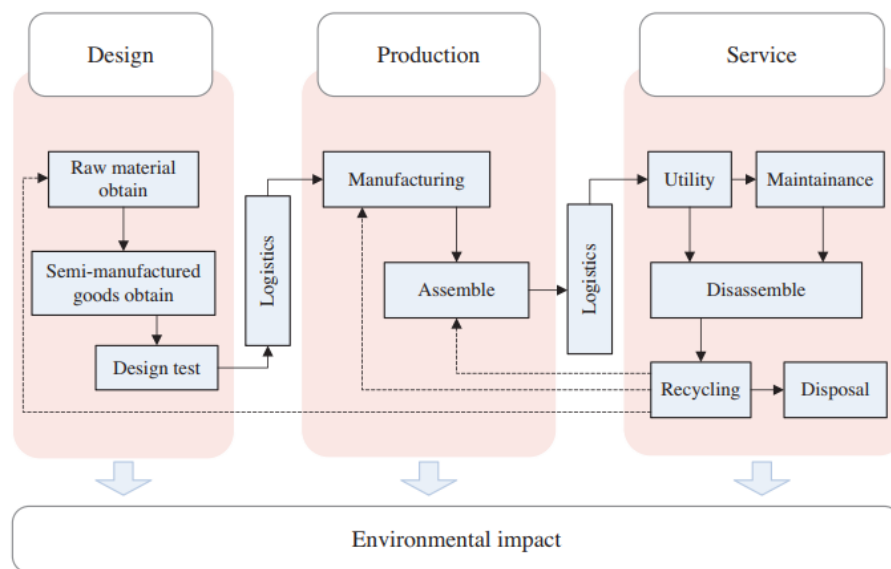 Design
Production
Service
Raw material
obtain
Semi-manufactured
goods obtain
Design test
Logistics
Manufacturing
Assemble
Logistics
Utility
Maintainance
Disassemble
Recycling
Disposal
Environmental impact